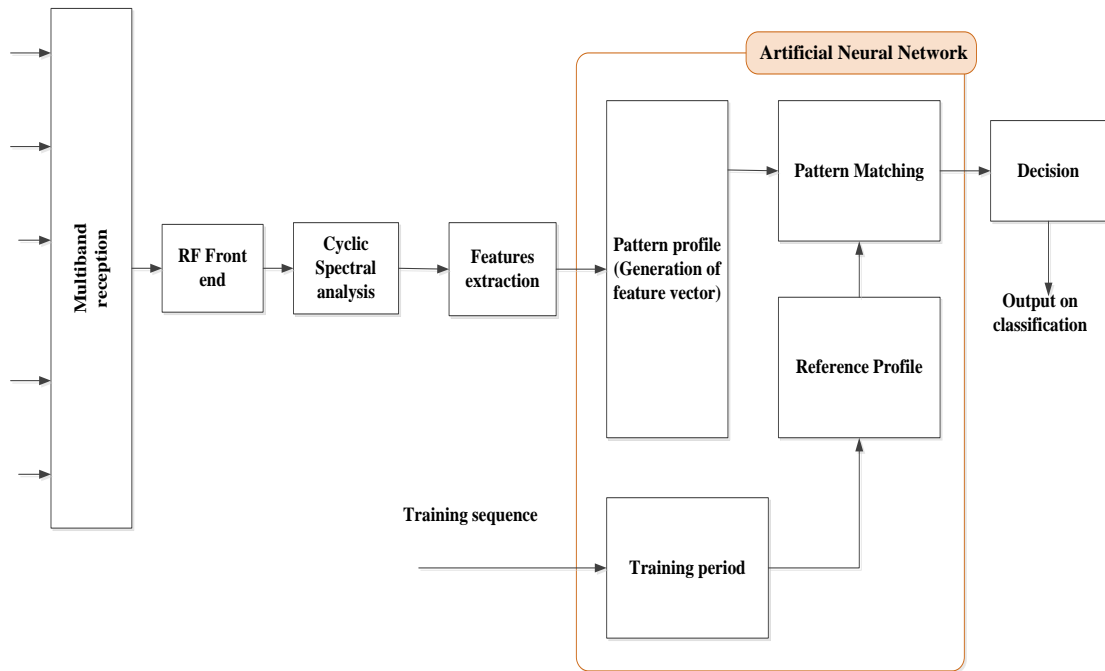 Artificial Neural Network
Multiband
reception
RF Front
end
Cyclic
Spectral
analysis
Features
extraction
Pattern profile
(Generation of
feature vector)
Pattern Matching
Decision
Output on
classification
Reference Profile
Training sequence
Training period